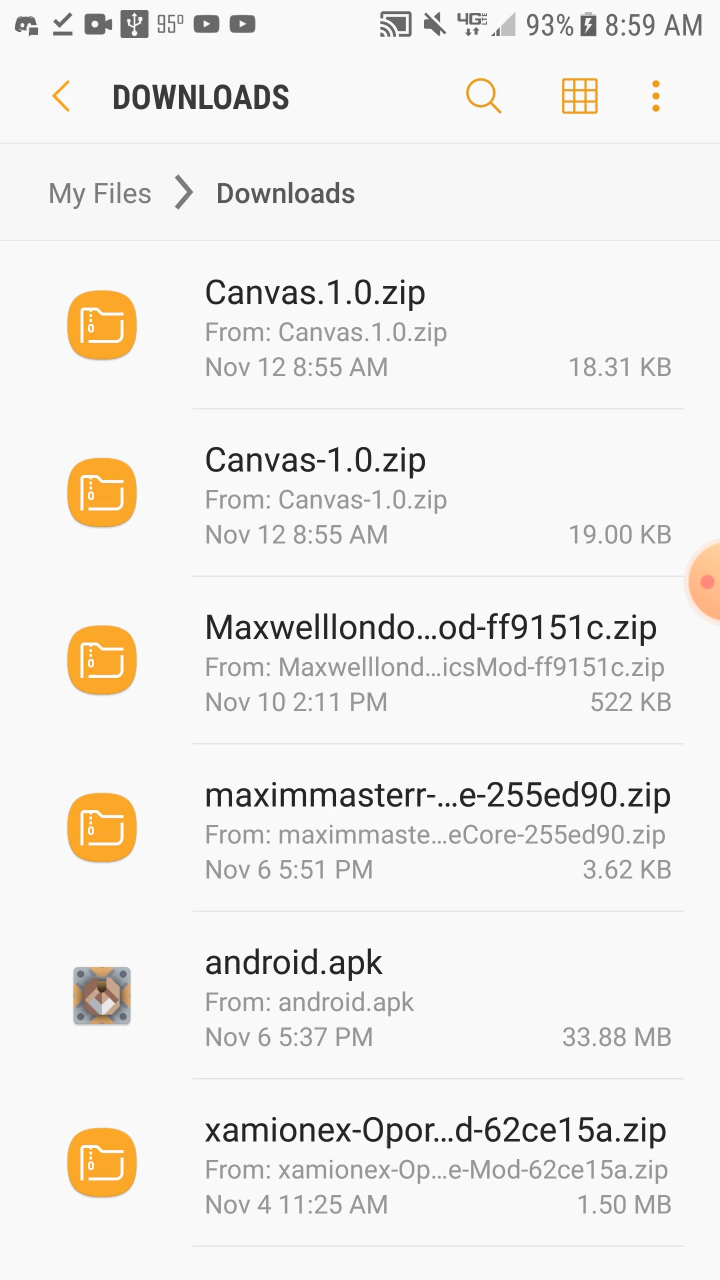 95º 4GE 93% 8:59 AM
DOWNLOADS
My Files Downloads
Canvas.1.0.zip
From: Canvas.1.0.zip
Nov 12 8:55 AM 18.31 KB
Canvas-1.0.zip
From: Canvas-1.0.zip
Nov 12 8:55 AM 19.00 KB
Maxwelllondo...od-ff9151c.zip
From: Maxwelllond...icsMod-ff9151c.zip
Nov 10 2:11 PM 522 KB
maximmasterr-...e-255ed90.zip
From: maximmaste...eCore-255ed90.zip
Nov 6 5:51 PM 3.62 KB
android.apk
From: android.apk
Nov 6 5:37 PM 33.88 MB
xamionex-Opor...d-62ce15a.zip
From: xamionex-Op...e-Mod-62ce15a.zip
Nov 4 11:25 AM 1.50 MB